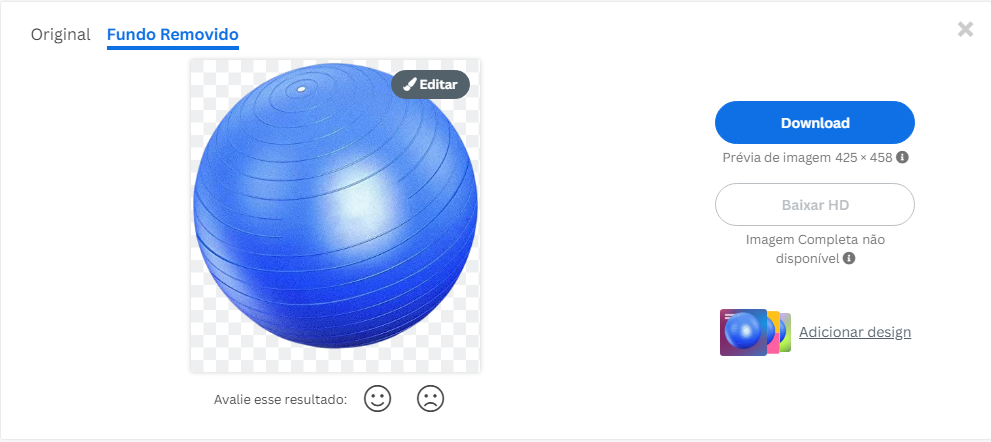 Original
Fundo Removido
Editar
Download
Prévia de imagem 425 × 458
Baixar HD
Imagem Completa não
disponível
Adicionar design
Avalie esse resultado: